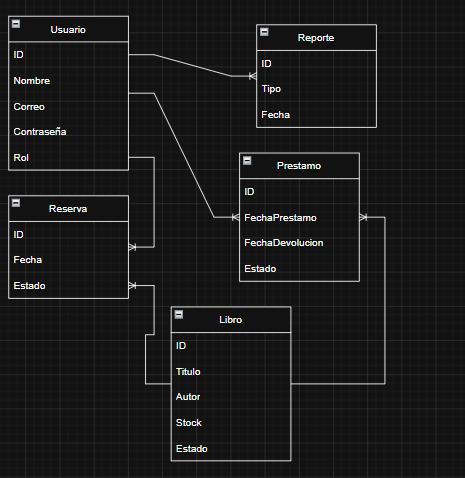 Usuario
ID
Nombre
Correo
Contraseña
Rol
Reporte
ID
Tipo
Fecha
Prestamo
ID
FechaPrestamo
FechaDevolucion
Estado
Reserva
ID
Fecha
Estado
Libro
ID
Titulo
Autor
Stock
Estado